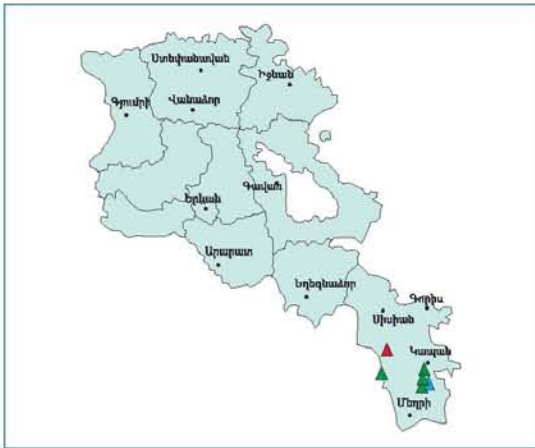 Ստեփանավան
Իջևան
Գյումրի
Վանաձոր
Գավառ
Երևան
Արարատ
Եղեգնաձոր
Գորիս
Սիսիան
Կապան
Մեղրի